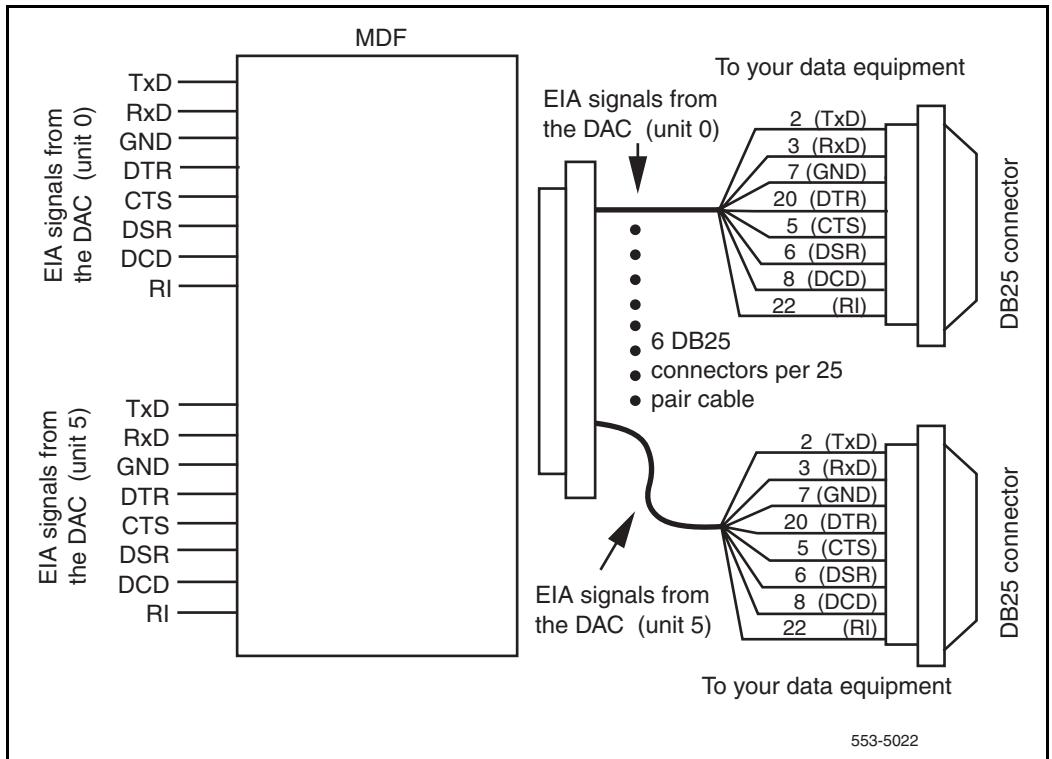 MDF
TxD
RxD
GND
DTR
CTS
DSR
DCD
RI
EIA signals from
the DAC (unit 0)
TxD
RxD
GND
DTR
CTS
DSR
DCD
RI
EIA signals from
the DAC (unit 5)
EIA signals from
the DAC (unit 0)
To your data equipment
2 (TxD)
3 (RxD)
7 (GND)
20 (DTR)
5 (CTS)
6 (DSR)
8 (DCD)
22 (RI)
DB25 connector
6 DB25
connectors per 25
pair cable
2 (TxD)
3 (RxD)
7 (GND)
20 (DTR)
5 (CTS)
6 (DSR)
8 (DCD)
22 (RI)
DB25 connector
EIA signals from
the DAC (unit 5)
To your data equipment
553-5022